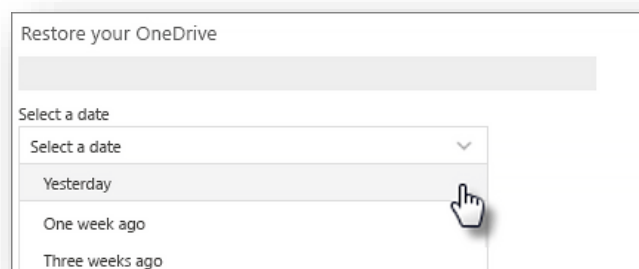 Restore your OneDrive
Select a date
Select a date
Yesterday
One week ago
Three weeks ago